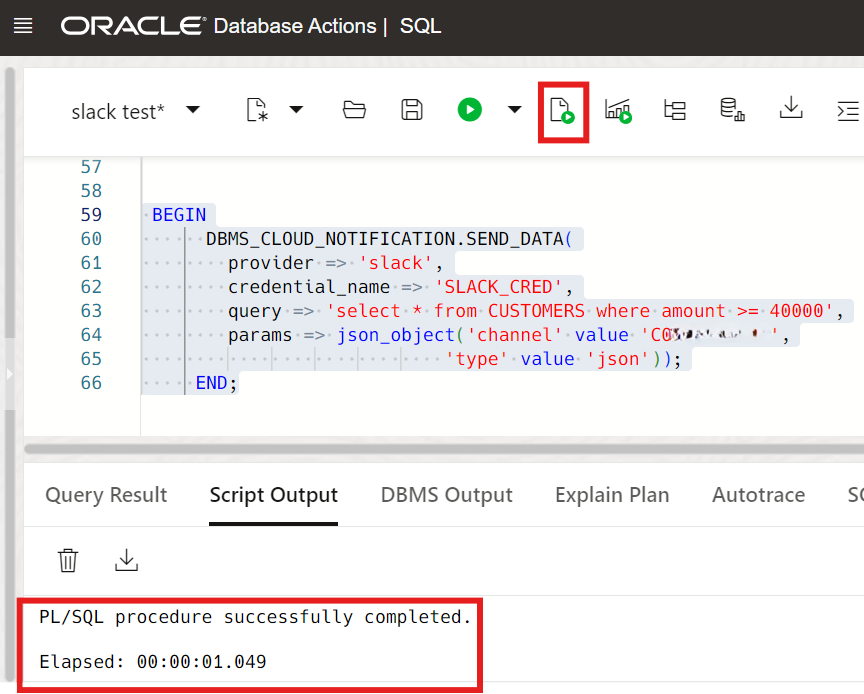 ORACLE Database Actions | SQL
slack test*
57
58
59 BEGIN
60 DBMS_CLOUD_NOTIFICATION.SEND_DATA(
61 provider => 'slack',
62 credential_name => 'SLACK_CRED',
63 query => 'select * from CUSTOMERS where amount >= 40000',
64 params => json_object('channel' value 'C0 ',
65 'type' value 'json'));
66 END;
Query Result Script Output DBMS Output Explain Plan Autotrace
PL/SQL procedure successfully completed.
Elapsed: 00:00:01.049